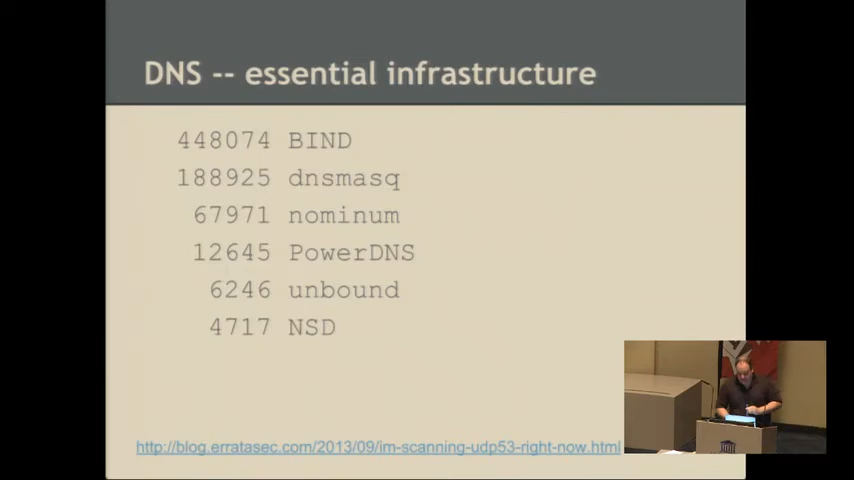 DNS -- essential infrastructure
448074 BIND
188925 dnsmasq
67971 nominum
12645 PowerDNS
6246 unbound
4717 NSD
http://blog.erratasec.com/2013/09/im-scanning-udp53-right-now.html